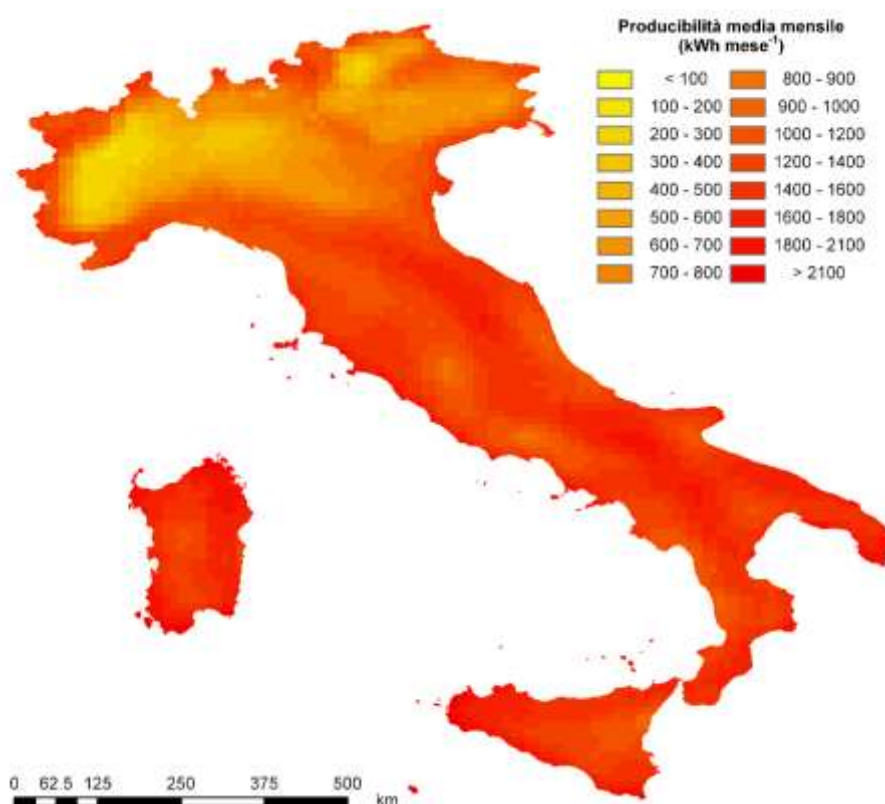 Producibilità media mensile
(kWh mese⁻¹)
< 100 800 - 900
100 - 200 900 - 1000
200 - 300 1000 - 1200
300 - 400 1200 - 1400
400 - 500 1400 - 1600
500 - 600 1600 - 1800
600 - 700 1800 - 2100
700 - 800 > 2100
0 62.5 125 250 375 500
km